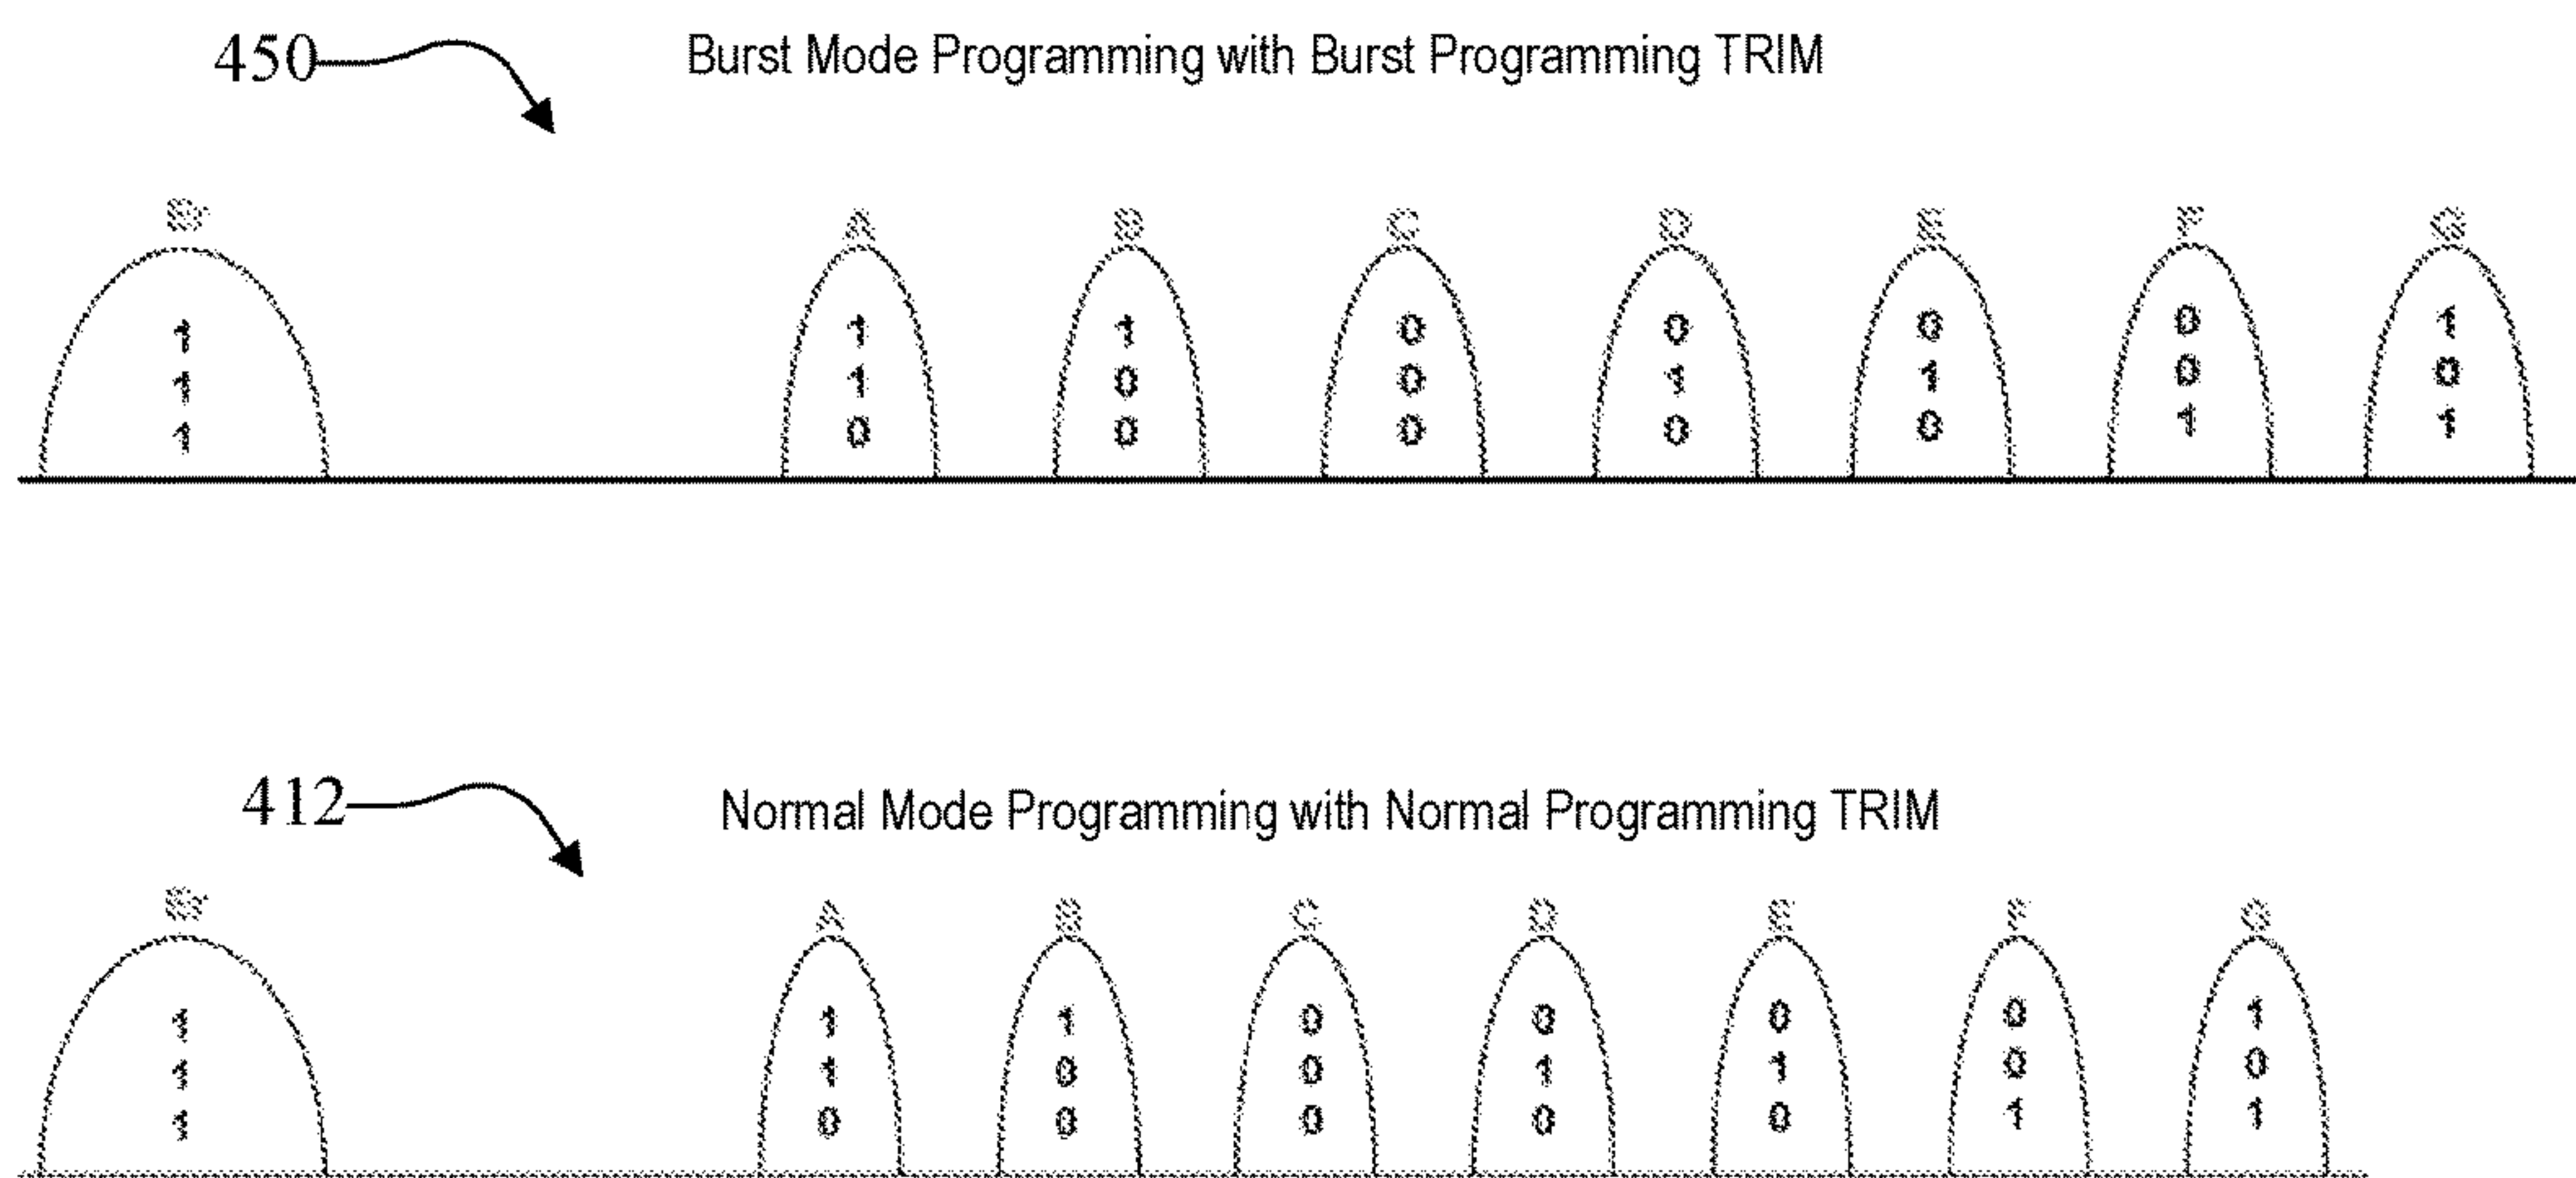 450
Burst Mode Programming with Burst Programming TRIM
Er A B C D E F G
1 1 1 0 0 0 0 1
1 1 0 0 1 1 0 0
1 0 0 0 0 0 1 1
412
Normal Mode Programming with Normal Programming TRIM
Er A B C D E F G
1 1 1 0 0 0 0 1
1 1 0 0 1 1 0 0
1 0 0 0 0 0 1 1